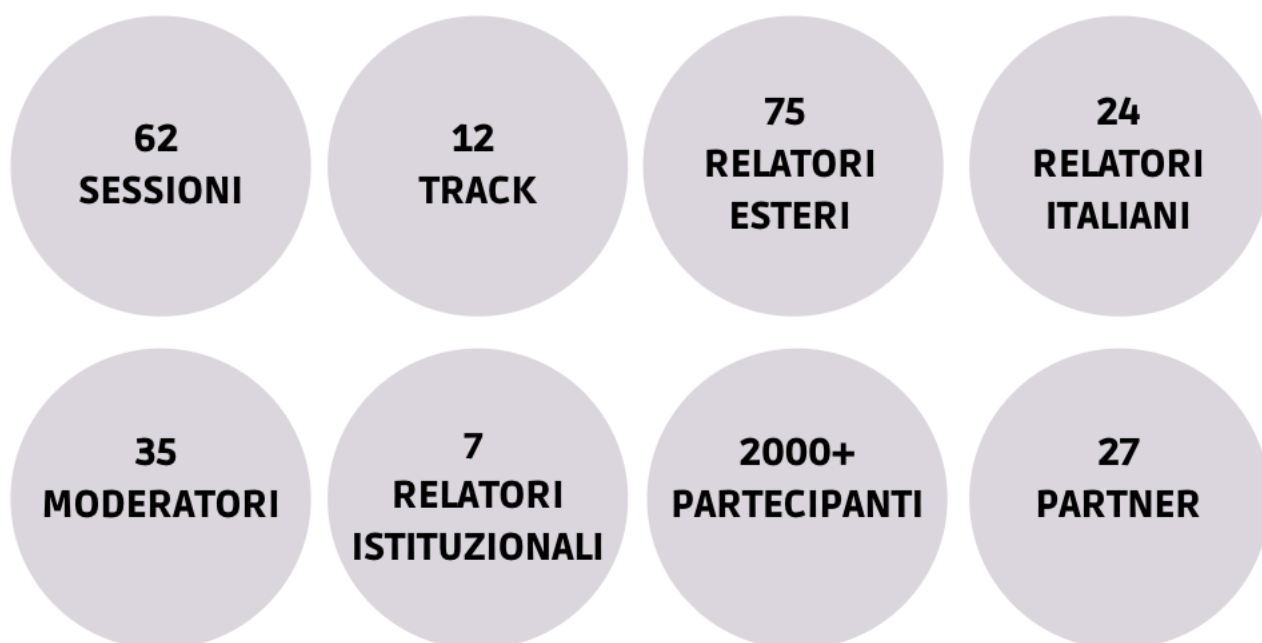 62
SESSIONI
12
TRACK
75
RELATORI
ESTERI
24
RELATORI
ITALIANI
35
MODERATORI
7
RELATORI
ISTITUZIONALI
2000+
PARTECIPANTI
27
PARTNER